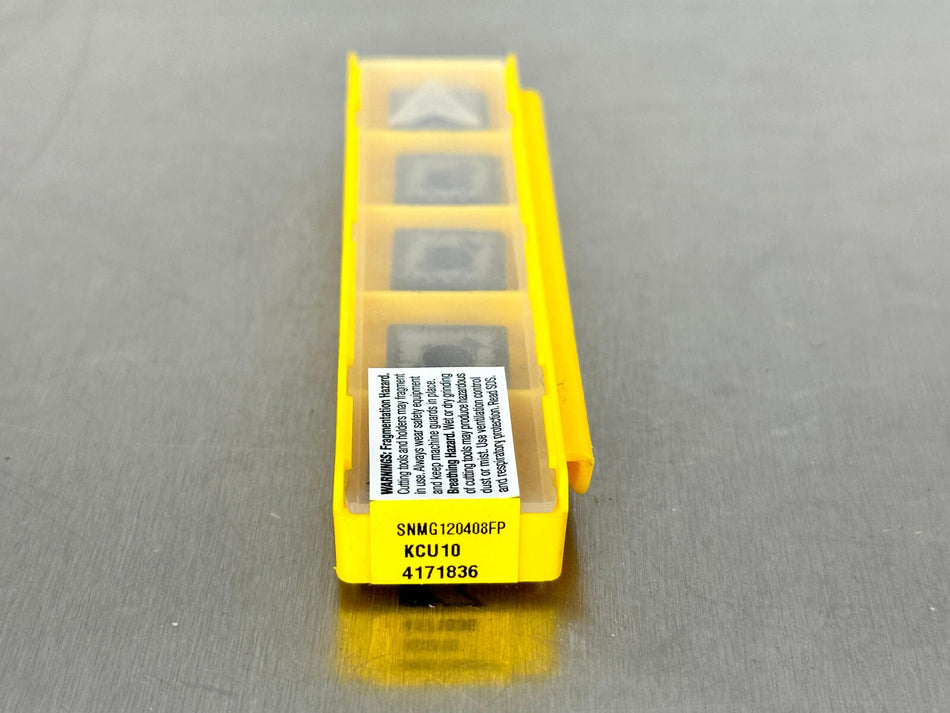 WARNINGS: Fragmentation Hazard.
Cutting tools and holders may fragment
in use. Always wear safety equipment
and keep machine guards in place.
Breathing Hazard. Wet or dry grinding
of cutting tools may produce hazardous
dust or mist. Use ventilation control
and respiratory protection. Read SDS.
SNMG120408FP
KCU10
4171836